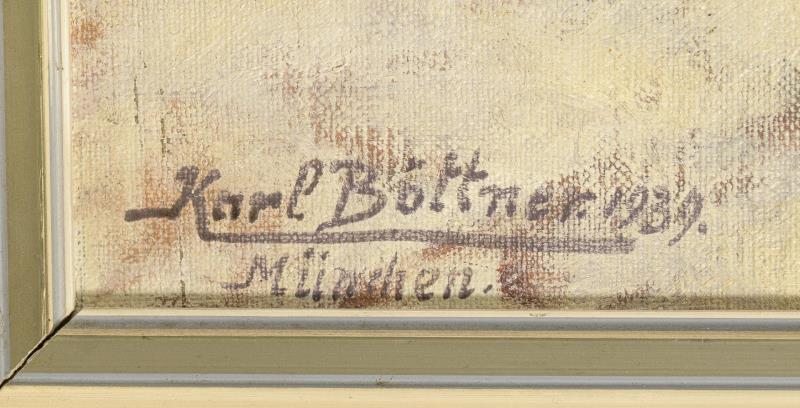 Karl Böttner. 1939.
München.